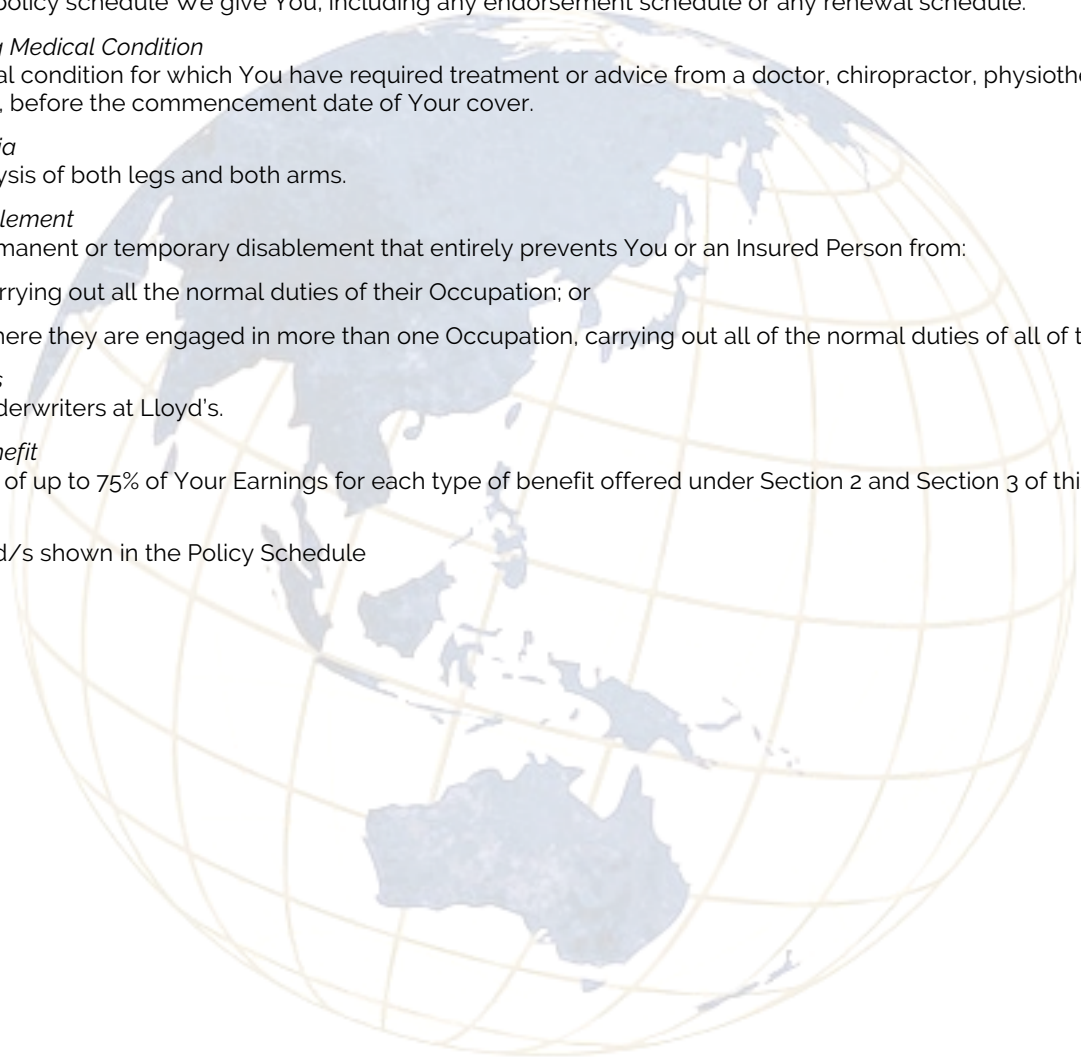 policy schedule We give You, including any endorsement schedule or any renewal schedule.
Medical Condition
al condition for which You have required treatment or advice from a doctor, chiropractor, physioth
, before the commencement date of Your cover.
ia
ysis of both legs and both arms.
lement
manent or temporary disablement that entirely prevents You or an Insured Person from:
rrying out all the normal duties of their Occupation; or
here they are engaged in more than one Occupation, carrying out all of the normal duties of all of t
s
derwriters at Lloyd's.
nefit
of up to 75% of Your Earnings for each type of benefit offered under Section 2 and Section 3 of thi
d/s shown in the Policy Schedule